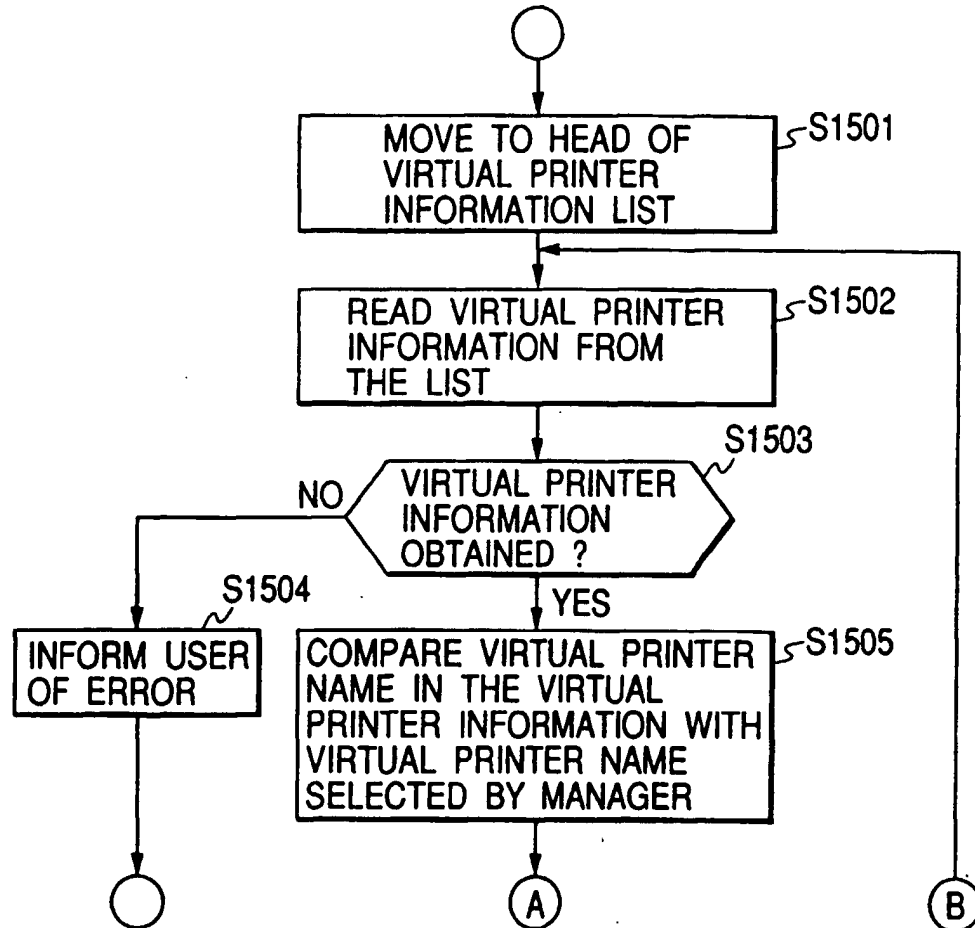 MOVE TO HEAD OF
VIRTUAL PRINTER
INFORMATION LIST
S1501
READ VIRTUAL PRINTER
INFORMATION FROM
THE LIST
S1502
S1503
NO
VIRTUAL PRINTER
INFORMATION
OBTAINED ?
S1504
YES
INFORM USER
OF ERROR
COMPARE VIRTUAL PRINTER
NAME IN THE VIRTUAL
PRINTER INFORMATION WITH
VIRTUAL PRINTER NAME
SELECTED BY MANAGER
S1505
A
B